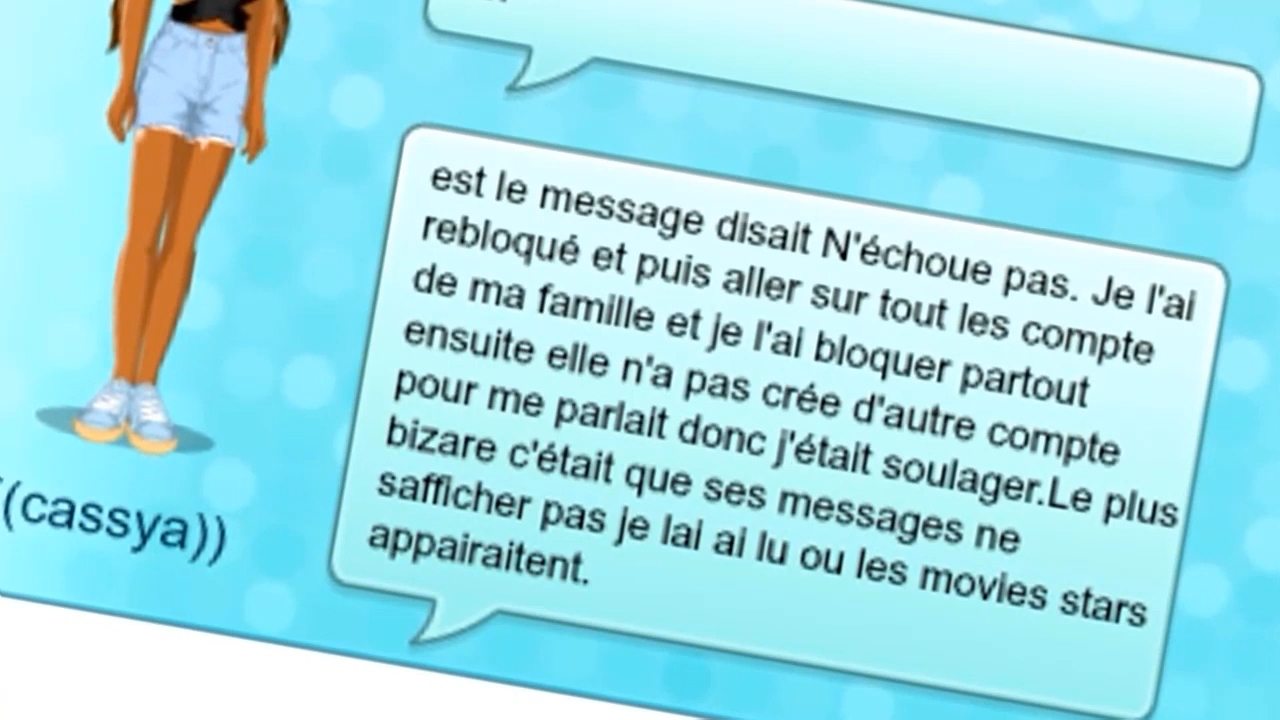 est le message disait N'échoue pas. Je l'ai
rebloqué et puis aller sur tout les compte
de ma famille et je l'ai bloquer partout
ensuite elle n'a pas crée d'autre compte
pour me parlait donc j'était soulager.Le plus
bizare c'était que ses messages ne
safficher pas je lai ai lu ou les movies stars
appairaitent.
(cassya))